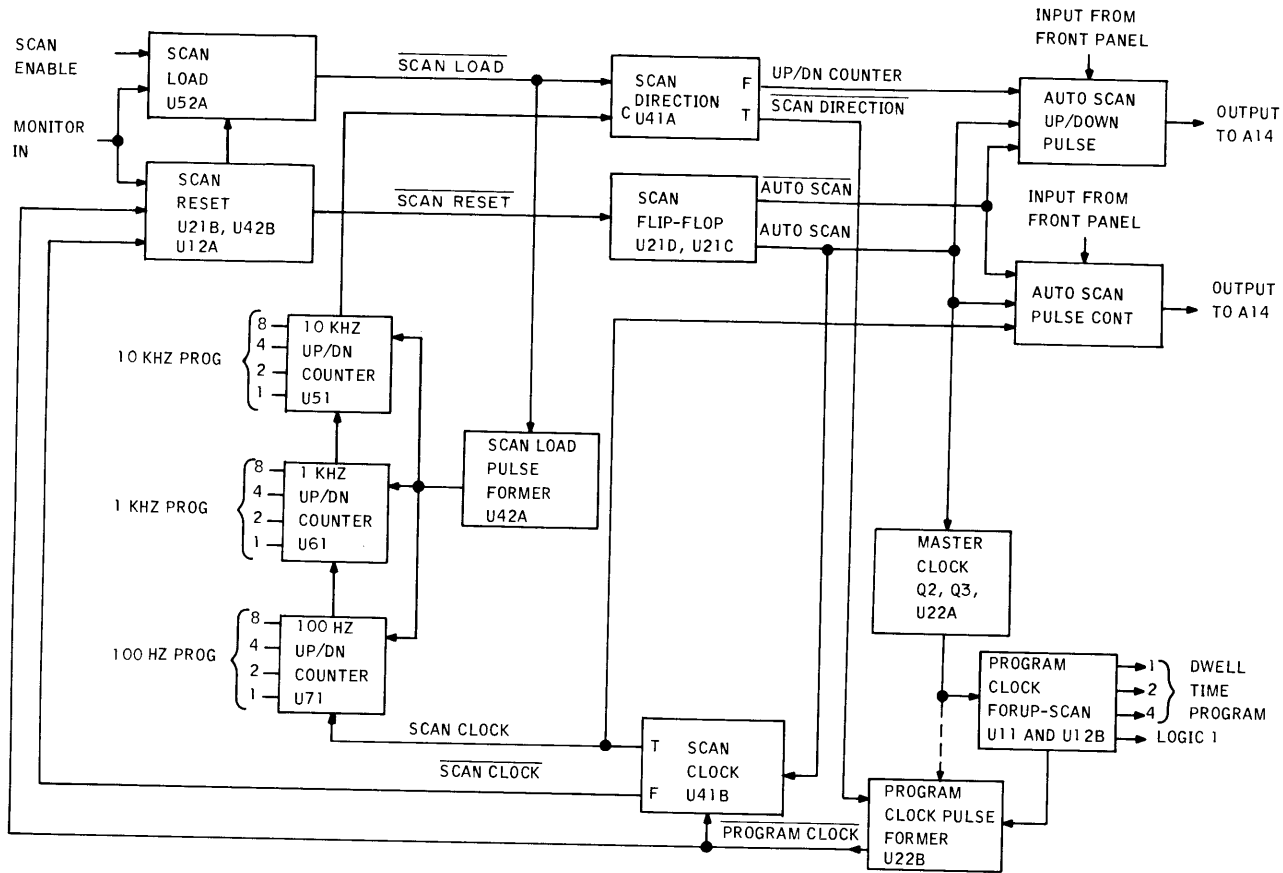 SCAN
ENABLE
MONITOR
IN
SCAN
LOAD
U52A
SCAN
RESET
U21B, U42B
U12A
SCAN LOAD
SCAN RESET
SCAN
DIRECTION
C U41A
F
T
UP/DN COUNTER
SCAN DIRECTION
SCAN
FLIP-FLOP
U21D, U21C
AUTO SCAN
AUTO SCAN
INPUT FROM
FRONT PANEL
AUTO SCAN
UP/DOWN
PULSE
OUTPUT
TO A14
INPUT FROM
FRONT PANEL
AUTO SCAN
PULSE CONT
OUTPUT
TO A14
10 KHZ PROG
8
4
2
1
10 KHZ
UP/DN
COUNTER
U51
1 KHZ PROG
8
4
2
1
1 KHZ
UP/DN
COUNTER
U61
100 HZ PROG
8
4
2
1
100 HZ
UP/DN
COUNTER
U71
SCAN LOAD
PULSE
FORMER
U42A
MASTER
CLOCK
Q2, Q3,
U22A
PROGRAM
CLOCK
FORUP-SCAN
U11 AND U12B
1 DWELL
2 TIME
4 PROGRAM
LOGIC 1
SCAN CLOCK
SCAN CLOCK
T
F
SCAN
CLOCK
U41B
PROGRAM CLOCK
PROGRAM
CLOCK PULSE
FORMER
U22B